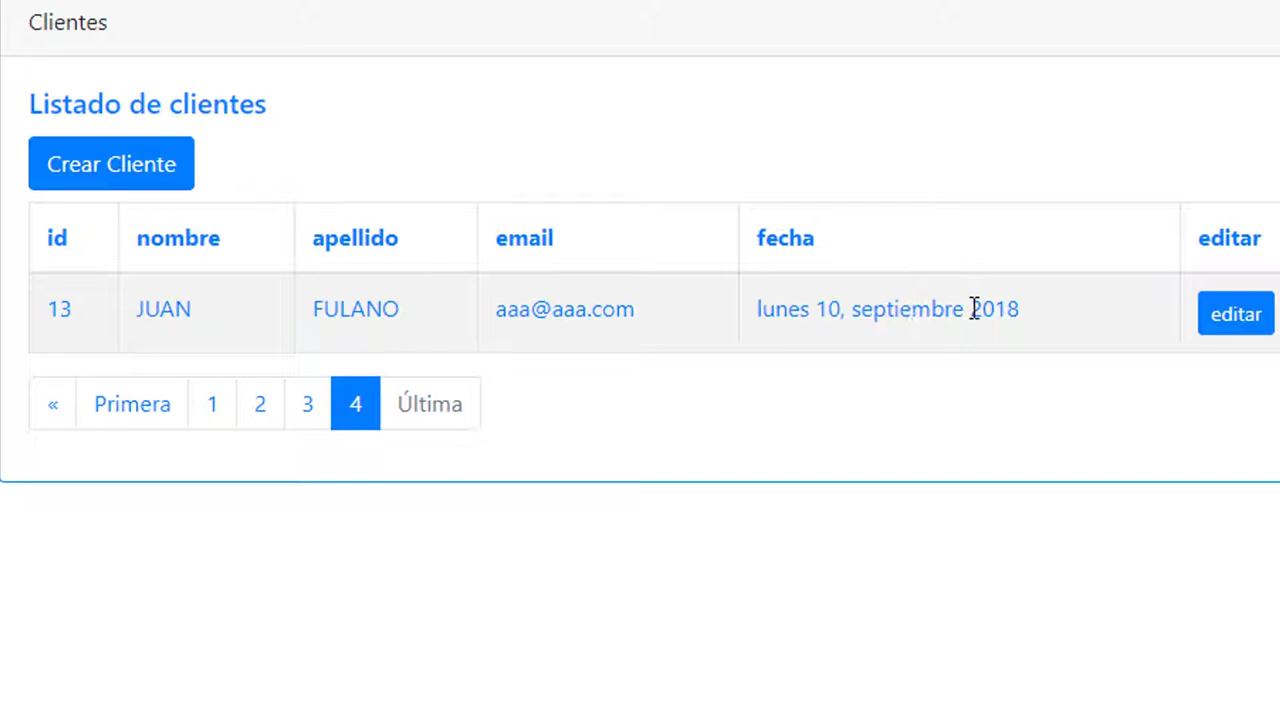 Clientes
Listado de clientes
Crear Cliente
id nombre apellido email fecha editar
13 JUAN FULANO aaa@aaa.com lunes 10, septiembre 2018 editar
« Primera 1 2 3 4 Última